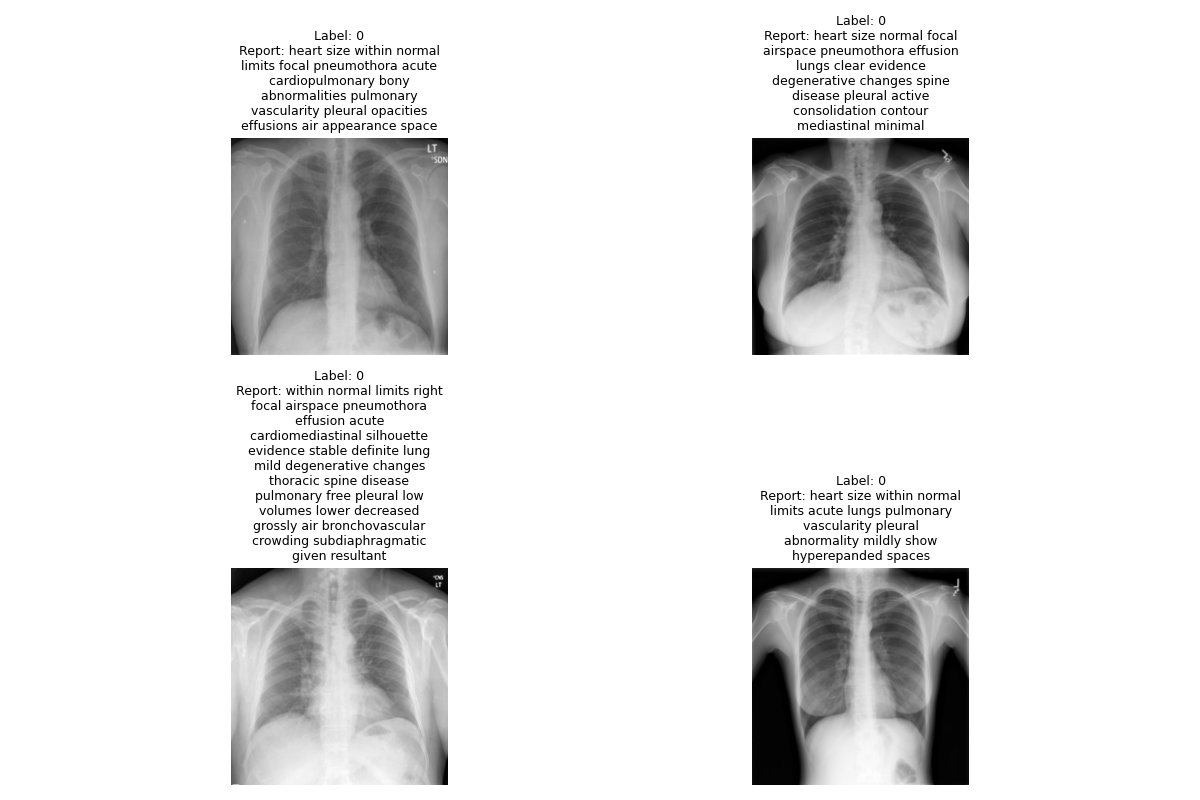 Label: 0
Report: heart size within normal
limits focal pneumothora acute
cardiopulmonary bony
abnormalities pulmonary
vascularity pleural opacities
effusions air appearance space
LT
Label: 0
Report: heart size normal focal
airspace pneumothora effusion
lungs clear evidence
degenerative changes spine
disease pleural active
consolidation contour
mediastinal minimal
Label: 0
Report: within normal limits right
focal airspace pneumothora
effusion acute
cardiomediastinal silhouette
evidence stable definite lung
mild degenerative changes
thoracic spine disease
pulmonary free pleural low
volumes lower decreased
grossly air bronchovascular
crowding subdiaphragmatic
given resultant
LT
Label: 0
Report: heart size within normal
limits acute lungs pulmonary
vascularity pleural
abnormality mildly show
hyperepanded spaces